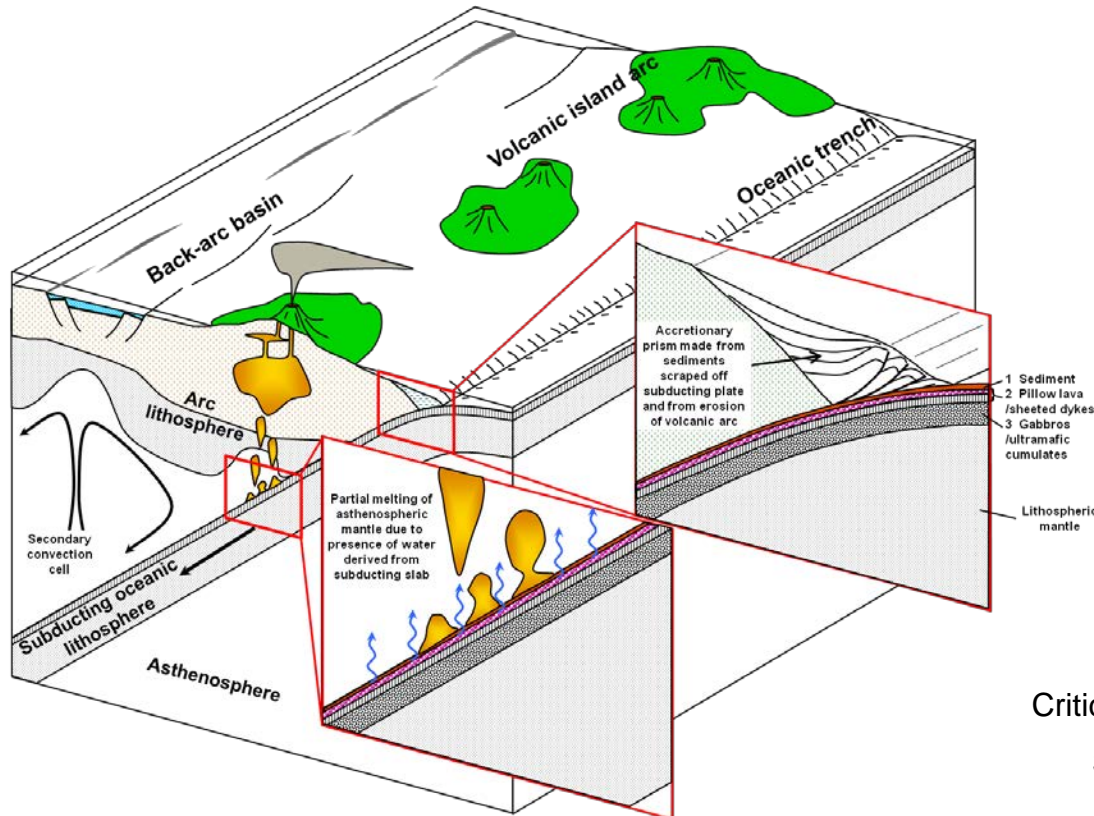 Volcanic island arc
Oceanic trench
Back-arc basin
Accretionary
prism made from
sediments
scraped off
subducting plate
and from erosion
of volcanic arc
1 Sediment
2 Pillow lava
/sheeted dykes
3 Gabbros
/ultramafic
cumulates
Lithospheric
mantle
Arc
lithosphere
Secondary
convection
cell
Partial melting of
asthenospheric
mantle due to
presence of water
derived from
subducting slab
Subducting oceanic
lithosphere
Asthenosphere